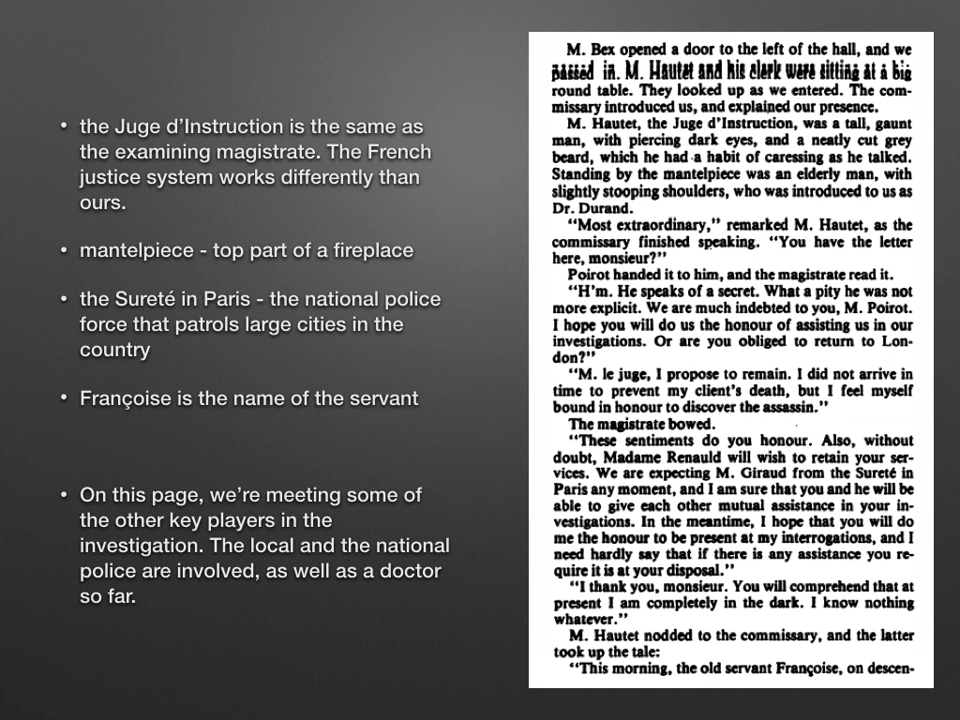 • the Juge d’Instruction is the same as
the examining magistrate. The French
justice system works differently than
ours.
• mantelpiece - top part of a fireplace
• the Sureté in Paris - the national police
force that patrols large cities in the
country
• Françoise is the name of the servant
• On this page, we’re meeting some of
the other key players in the
investigation. The local and the national
police are involved, as well as a doctor
so far.
M. Bex opened a door to the left of the hall, and we
passed in. M. Hautet and his clerk were sitting at a big
round table. They looked up as we entered. The com-
missary introduced us, and explained our presence.
M. Hautet, the Juge d’Instruction, was a tall, gaunt
man, with piercing dark eyes, and a neatly cut grey
beard, which he had a habit of caressing as he talked.
Standing by the mantelpiece was an elderly man, with
slightly stooping shoulders, who was introduced to us as
Dr. Durand.
“Most extraordinary,” remarked M. Hautet, as the
commissary finished speaking. “You have the letter
here, monsieur?”
Poirot handed it to him, and the magistrate read it.
“H’m. He speaks of a secret. What a pity he was not
more explicit. We are much indebted to you, M. Poirot.
I hope you will do us the honour of assisting us in our
investigations. Or are you obliged to return to Lon-
don?”
“M. le juge, I propose to remain. I did not arrive in
time to prevent my client’s death, but I feel myself
bound in honour to discover the assassin.”
The magistrate bowed.
“These sentiments do you honour. Also, without
doubt, Madame Renauld will wish to retain your ser-
vices. We are expecting M. Giraud from the Sureté in
Paris any moment, and I am sure that you and he will be
able to give each other mutual assistance in your in-
vestigations. In the meantime, I hope that you will do
me the honour to be present at my interrogations, and I
need hardly say that if there is any assistance you re-
quire it is at your disposal.”
“I thank you, monsieur. You will comprehend that at
present I am completely in the dark. I know nothing
whatever.”
M. Hautet nodded to the commissary, and the latter
took up the tale:
“This morning, the old servant Françoise, on descen-